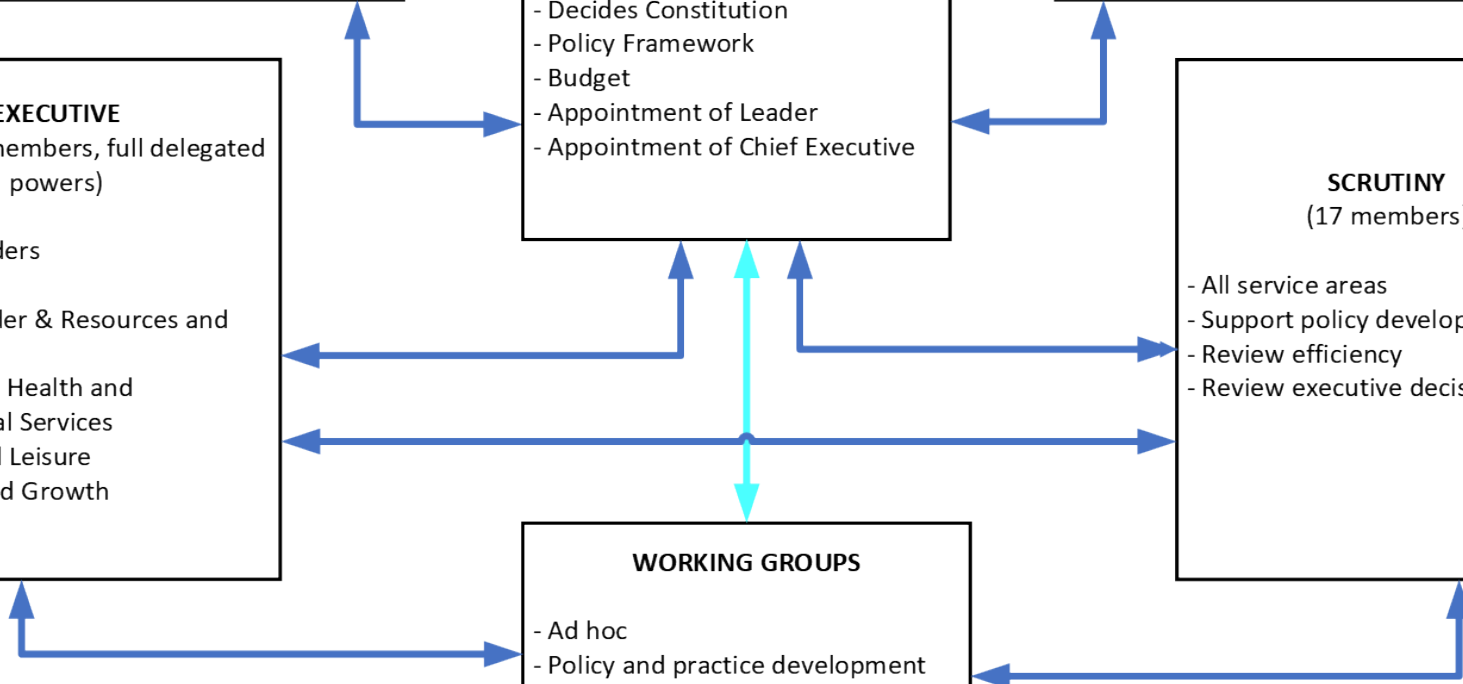 - Decides Constitution
- Policy Framework
- Budget
- Appointment of Leader
- Appointment of Chief Executive
EXECUTIVE
members, full delegated
powers)
ders
der & Resources and
Health and
al Services
Leisure
d Growth
SCRUTINY
(17 members)
- All service areas
- Support policy develop
- Review efficiency
- Review executive decis
WORKING GROUPS
- Ad hoc
- Policy and practice development